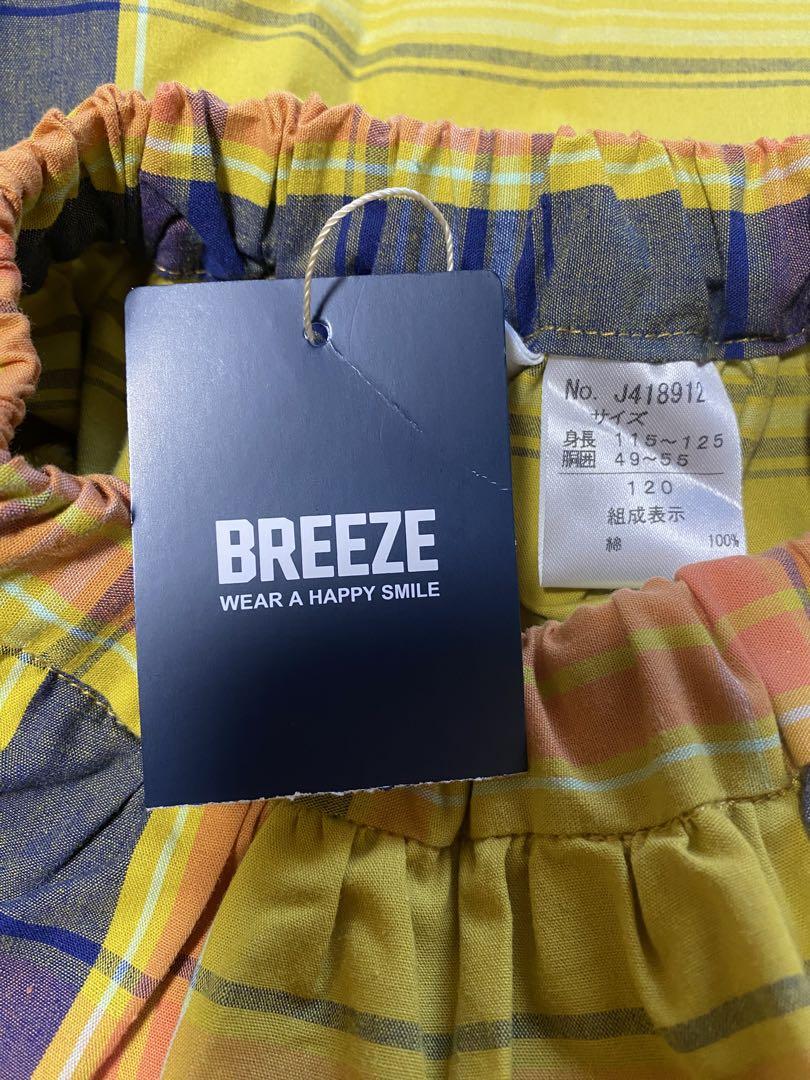 BREEZE
WEAR A HAPPY SMILE
No. J418912
サイズ
身長 115～125
胴囲 49～55
120
組成表示
綿 100%